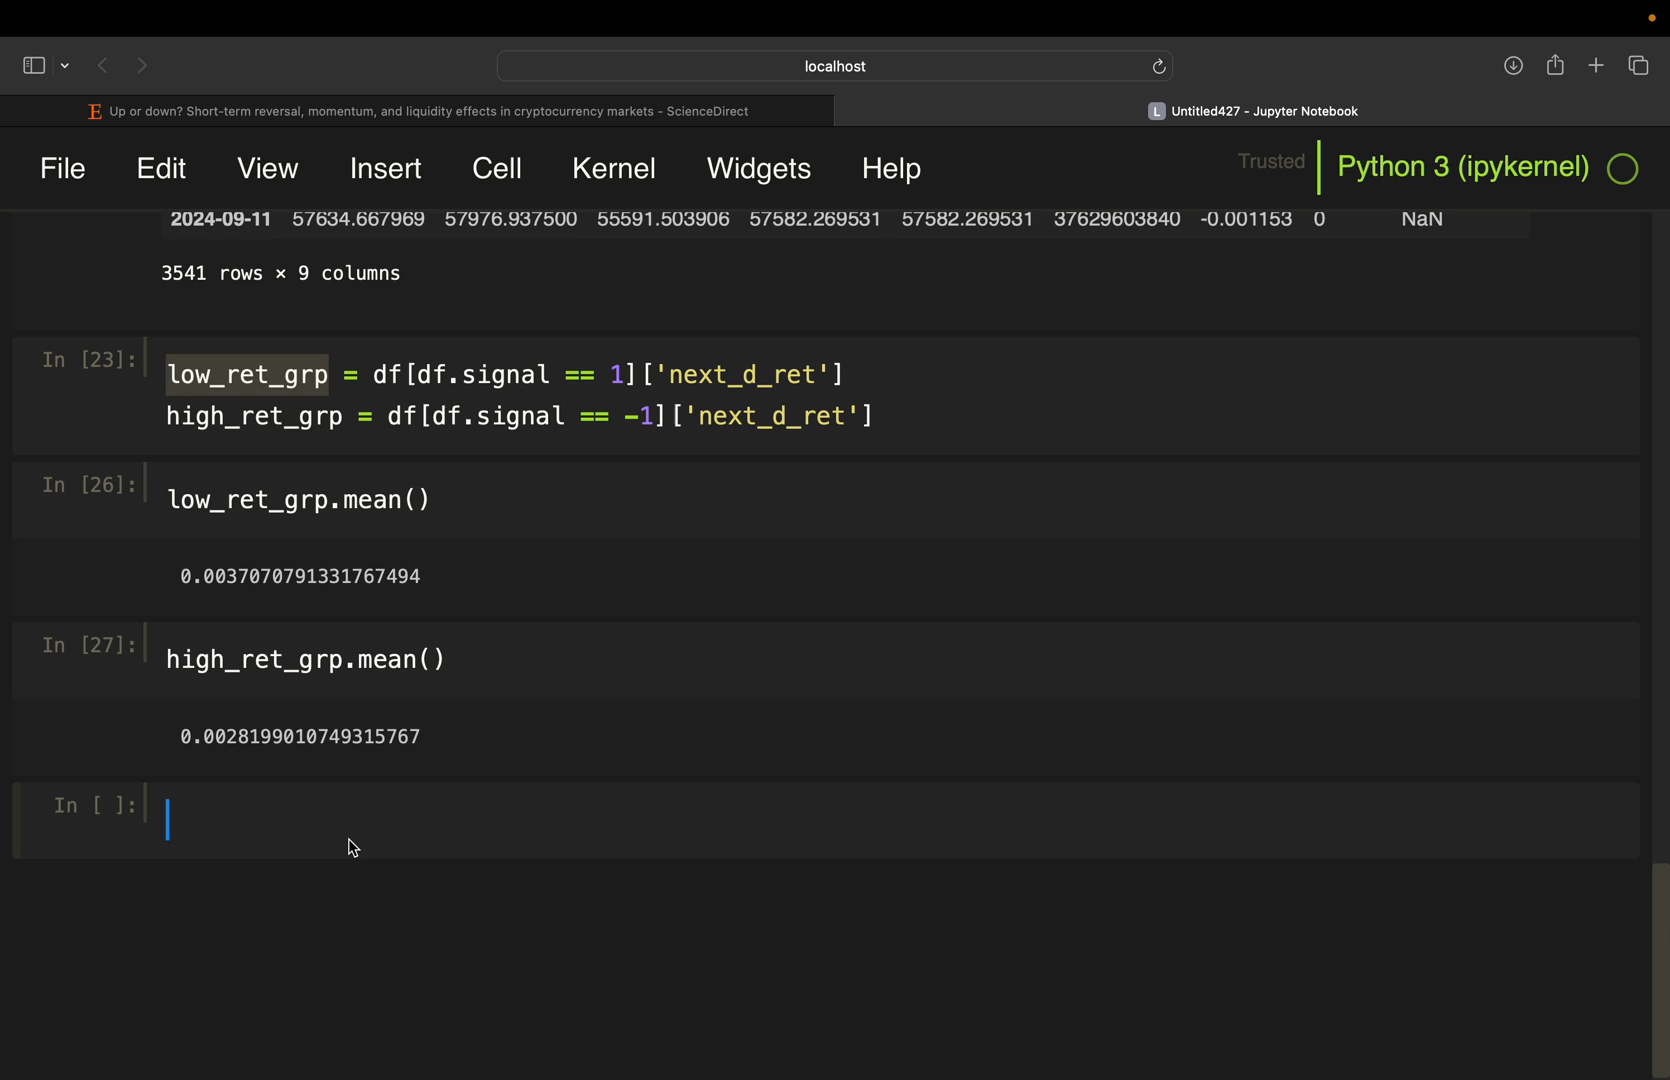 localhost
Up or down? Short-term reversal, momentum, and liquidity effects in cryptocurrency markets - ScienceDirect
L Untitled427 - Jupyter Notebook
File Edit View Insert Cell Kernel Widgets Help Trusted Python 3 (ipykernel)
2024-09-11 57634.667969 57976.937500 55591.503906 57582.269531 57582.269531 37629603840 -0.001153 0 NaN
3541 rows × 9 columns
In [23]: low_ret_grp = df[df.signal == 1]['next_d_ret']
high_ret_grp = df[df.signal == -1]['next_d_ret']
In [26]: low_ret_grp.mean()
0.0037070791331767494
In [27]: high_ret_grp.mean()
0.0028199010749315767
In [ ]: